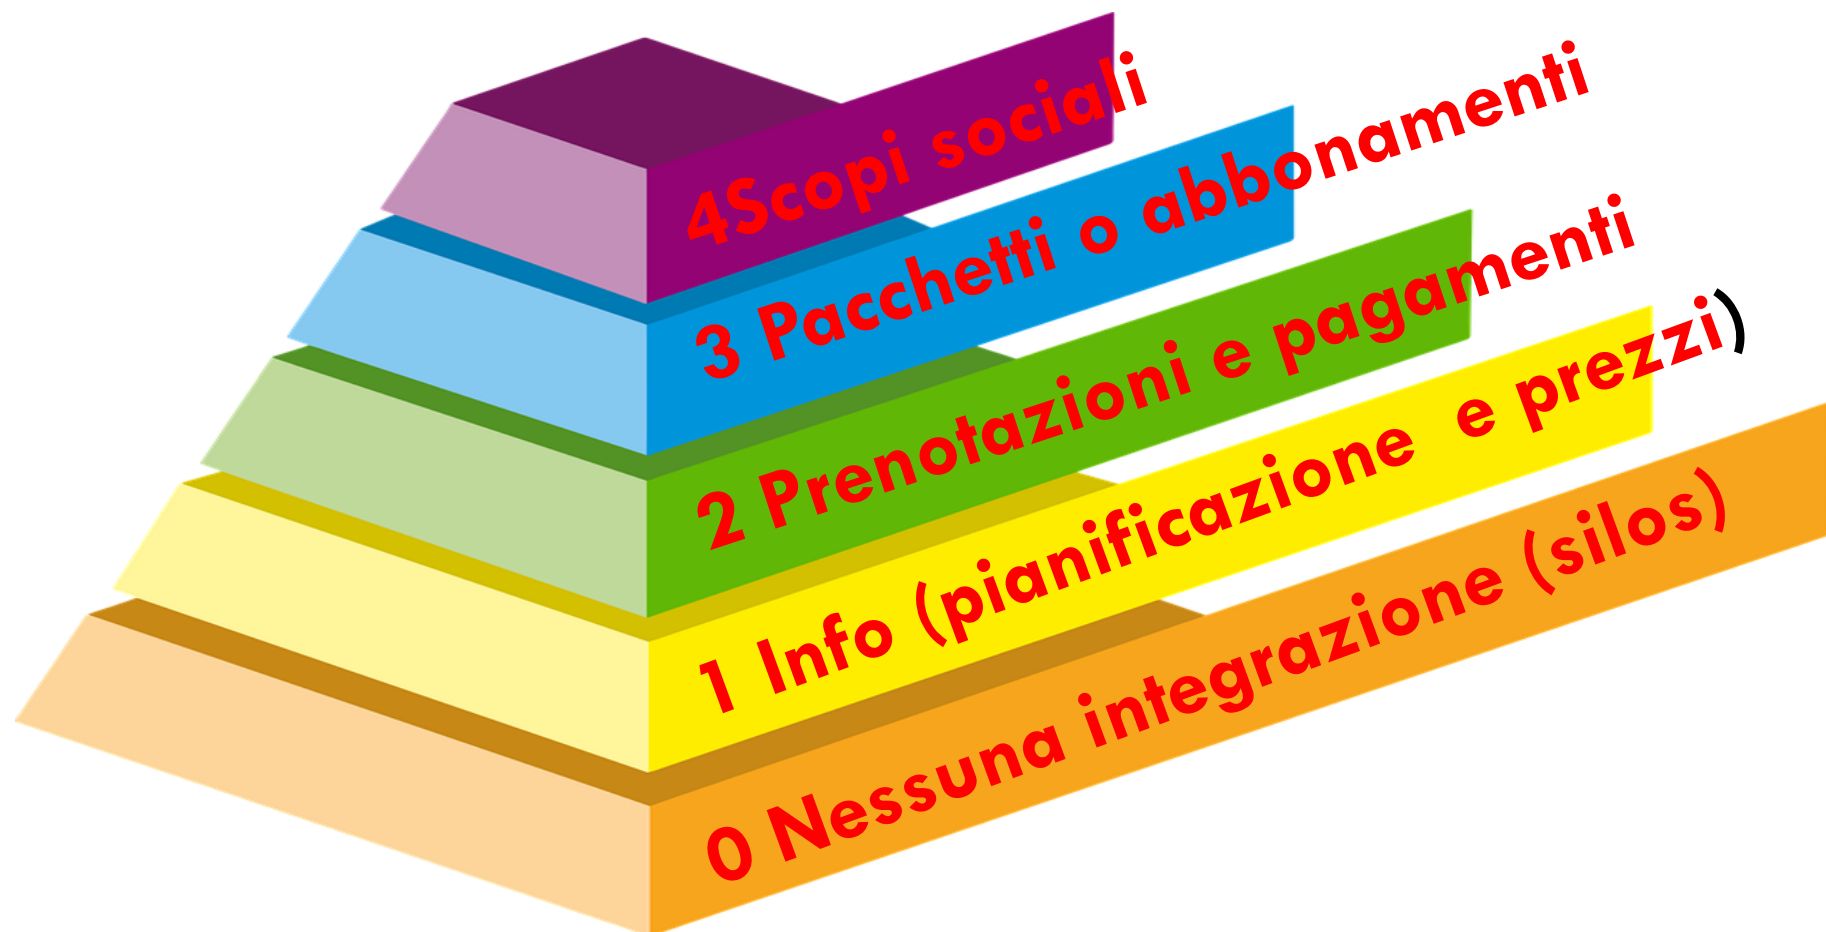 4Scopi sociali
3 Pacchetti o abbonamenti
2 Prenotazioni e pagamenti
1 Info (pianificazione e prezzi)
0 Nessuna integrazione (silos)